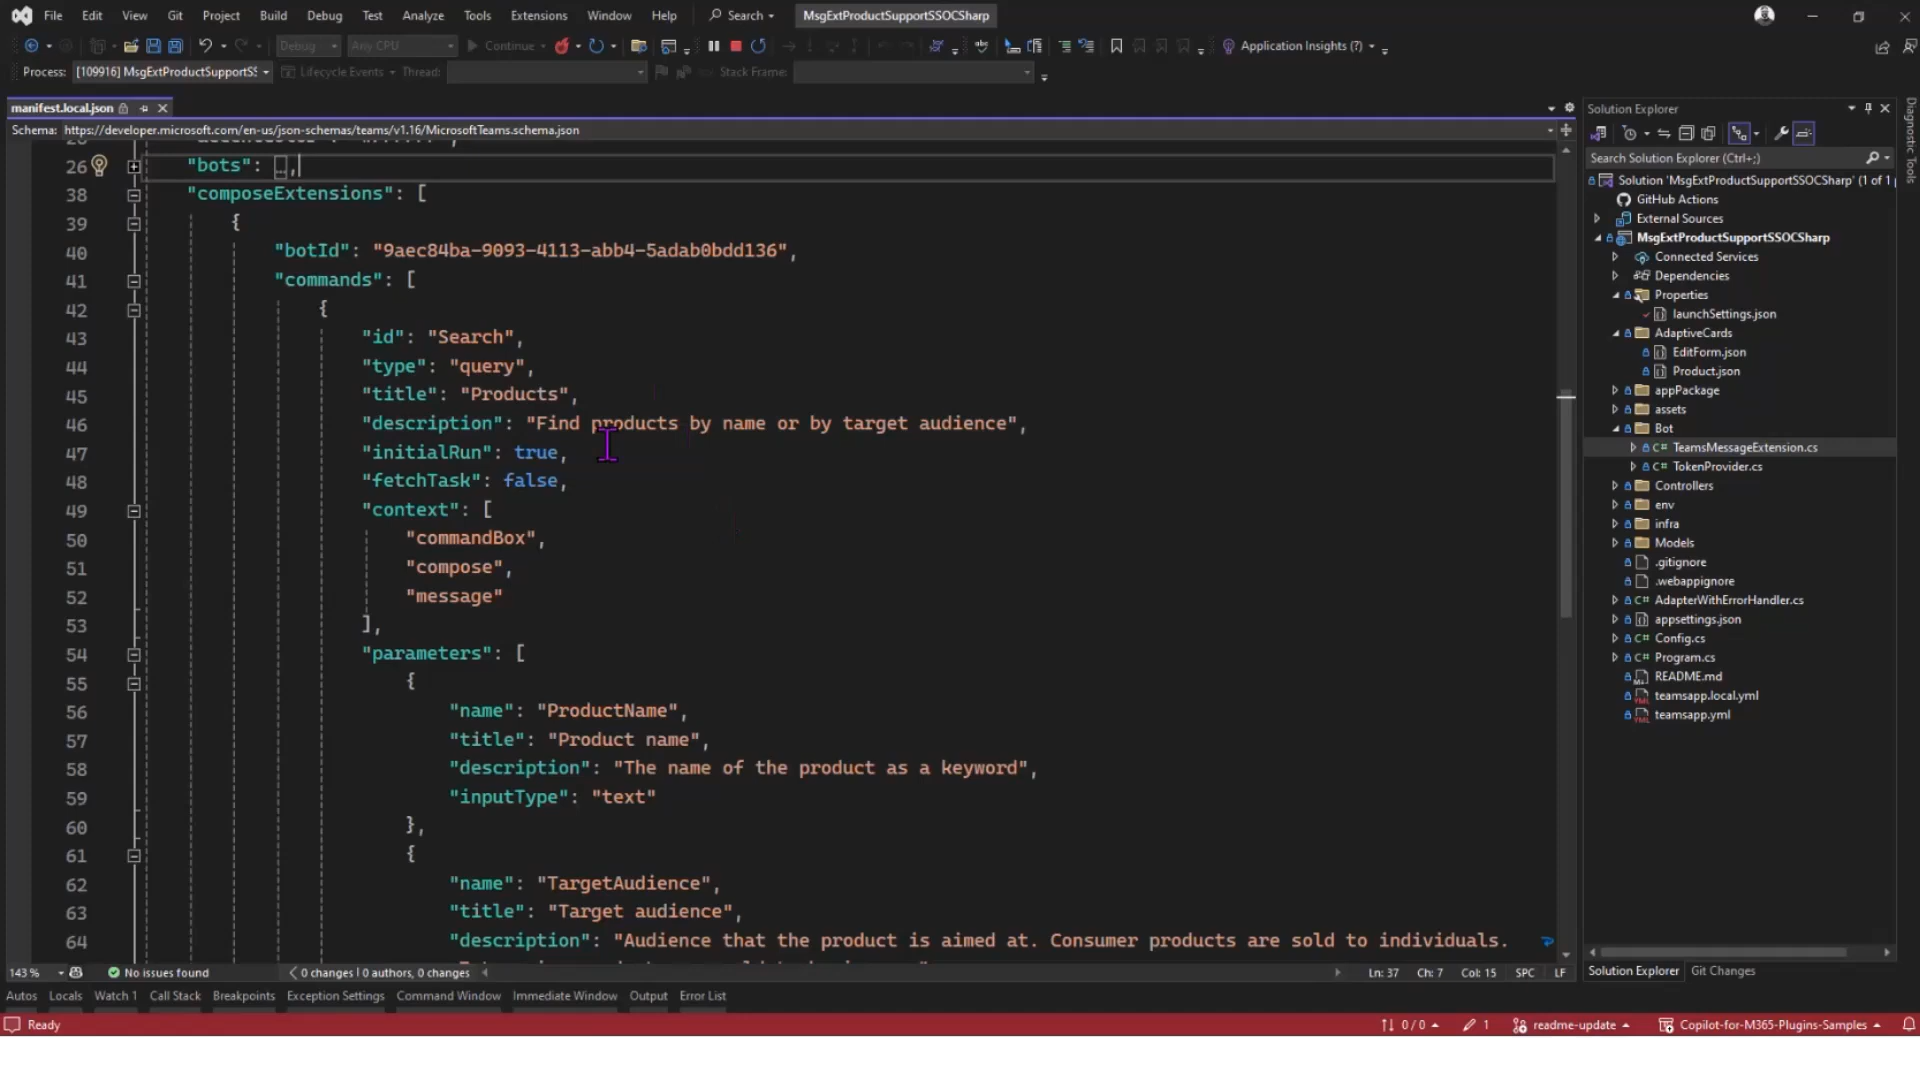 File Edit View Git Project Build Debug Test Analyze Tools Extensions Window Help Search MsgExtProductSupportSSOCSharp
Debug Any CPU Continue Application Insights (?)
Process: [109916] MsgExtProductSupportSS Lifecycle Events Thread: Stack Frame:
manifest.local.json
Schema: https://developer.microsoft.com/en-us/json-schemas/teams/v1.16/MicrosoftTeams.schema.json
26 "bots": [...],
38 "composeExtensions": [
39 {
40 "botId": "9aec84ba-9093-4113-abb4-5adab0bdd136",
41 "commands": [
42 {
43 "id": "Search",
44 "type": "query",
45 "title": "Products",
46 "description": "Find products by name or by target audience",
47 "initialRun": true,
48 "fetchTask": false,
49 "context": [
50 "commandBox",
51 "compose",
52 "message"
53 ],
54 "parameters": [
55 {
56 "name": "ProductName",
57 "title": "Product name",
58 "description": "The name of the product as a keyword",
59 "inputType": "text"
60 },
61 {
62 "name": "TargetAudience",
63 "title": "Target audience",
64 "description": "Audience that the product is aimed at. Consumer products are sold to individuals.
143 % No issues found 0 changes | 0 authors, 0 changes Ln: 37 Ch: 7 Col: 15 SPC LF
Autos Locals Watch 1 Call Stack Breakpoints Exception Settings Command Window Immediate Window Output Error List
Ready 0 / 0 1 readme-update Copilot-for-M365-Plugins-Samples
Solution Explorer
Search Solution Explorer (Ctrl+;)
Solution 'MsgExtProductSupportSSOCSharp' (1 of 1
GitHub Actions
External Sources
MsgExtProductSupportSSOCSharp
Connected Services
Dependencies
Properties
launchSettings.json
AdaptiveCards
EditForm.json
Product.json
appPackage
assets
Bot
C# TeamsMessageExtension.cs
C# TokenProvider.cs
Controllers
env
infra
Models
.gitignore
.webappignore
C# AdapterWithErrorHandler.cs
appsettings.json
C# Config.cs
C# Program.cs
README.md
teamsapp.local.yml
teamsapp.yml
Solution Explorer Git Changes
Diagnostic Tools